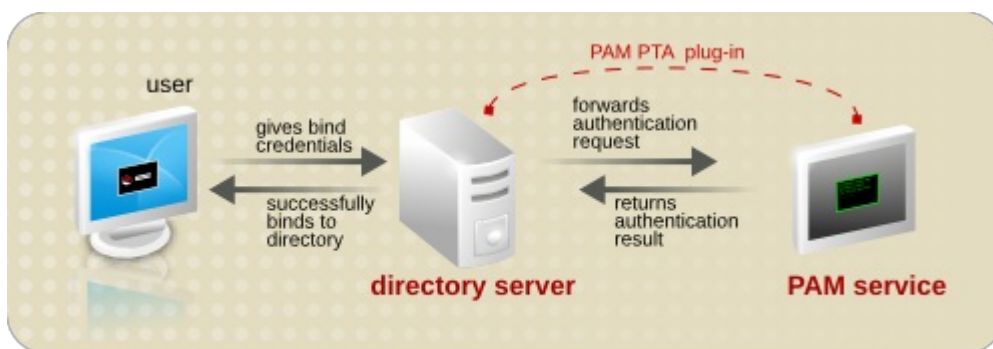 PAM PTA plug-in
user
forwards
authentication
request
gives bind
credentials
successfully
binds to
directory
returns
authentication
result
directory server
PAM service